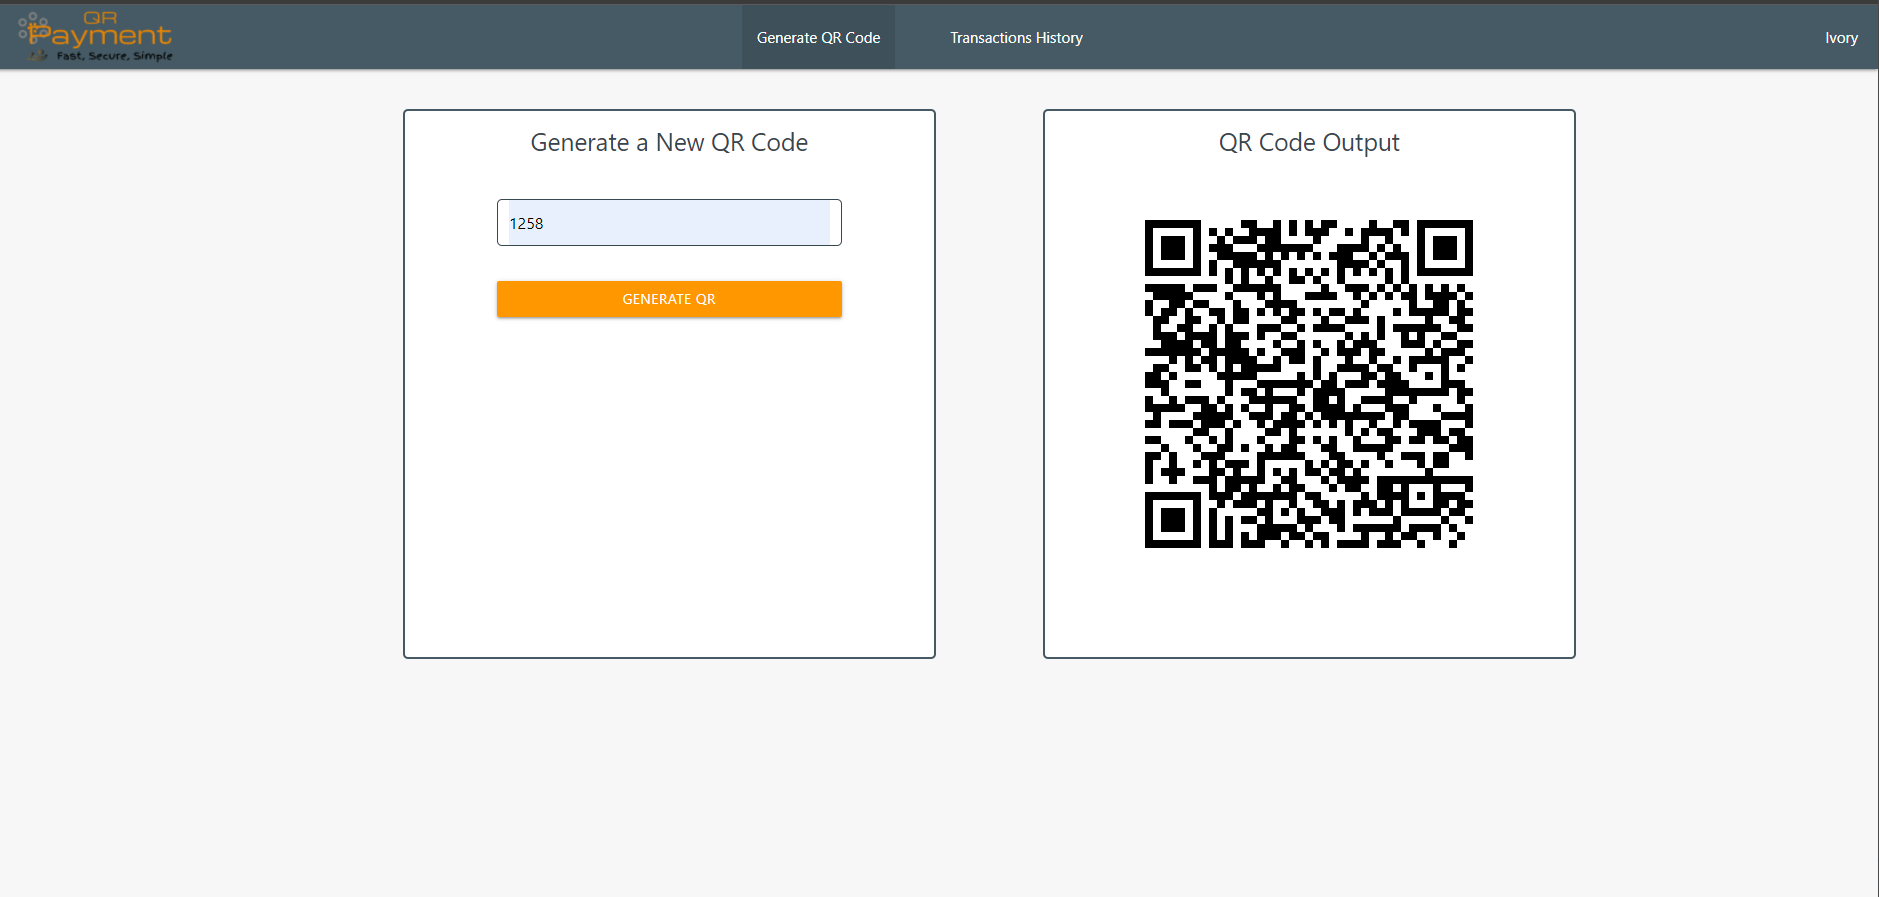 QR
Payment
Fast, Secure, Simple
Generate QR Code
Transactions History
Ivory
Generate a New QR Code
1258
GENERATE QR
QR Code Output